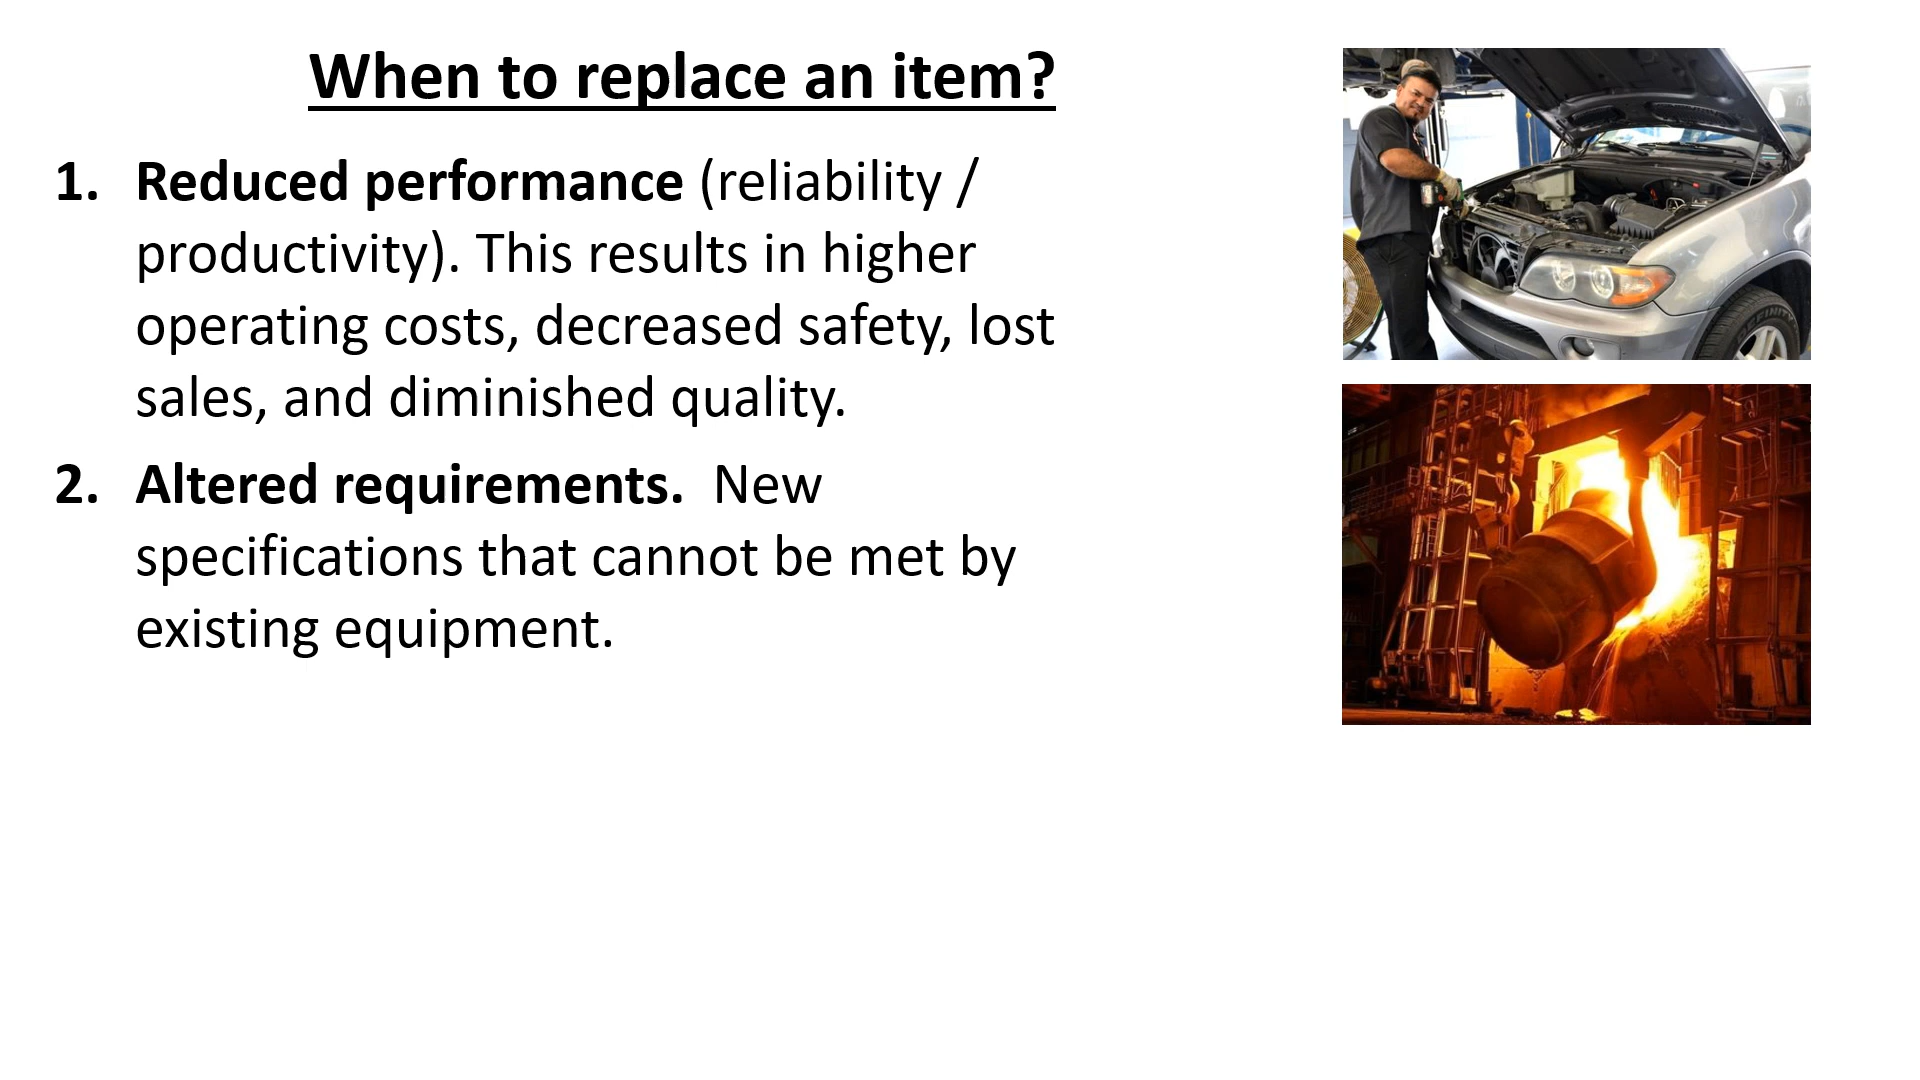 When to replace an item?
1. Reduced performance (reliability /
productivity). This results in higher
operating costs, decreased safety, lost
sales, and diminished quality.
2. Altered requirements.  New
specifications that cannot be met by
existing equipment.